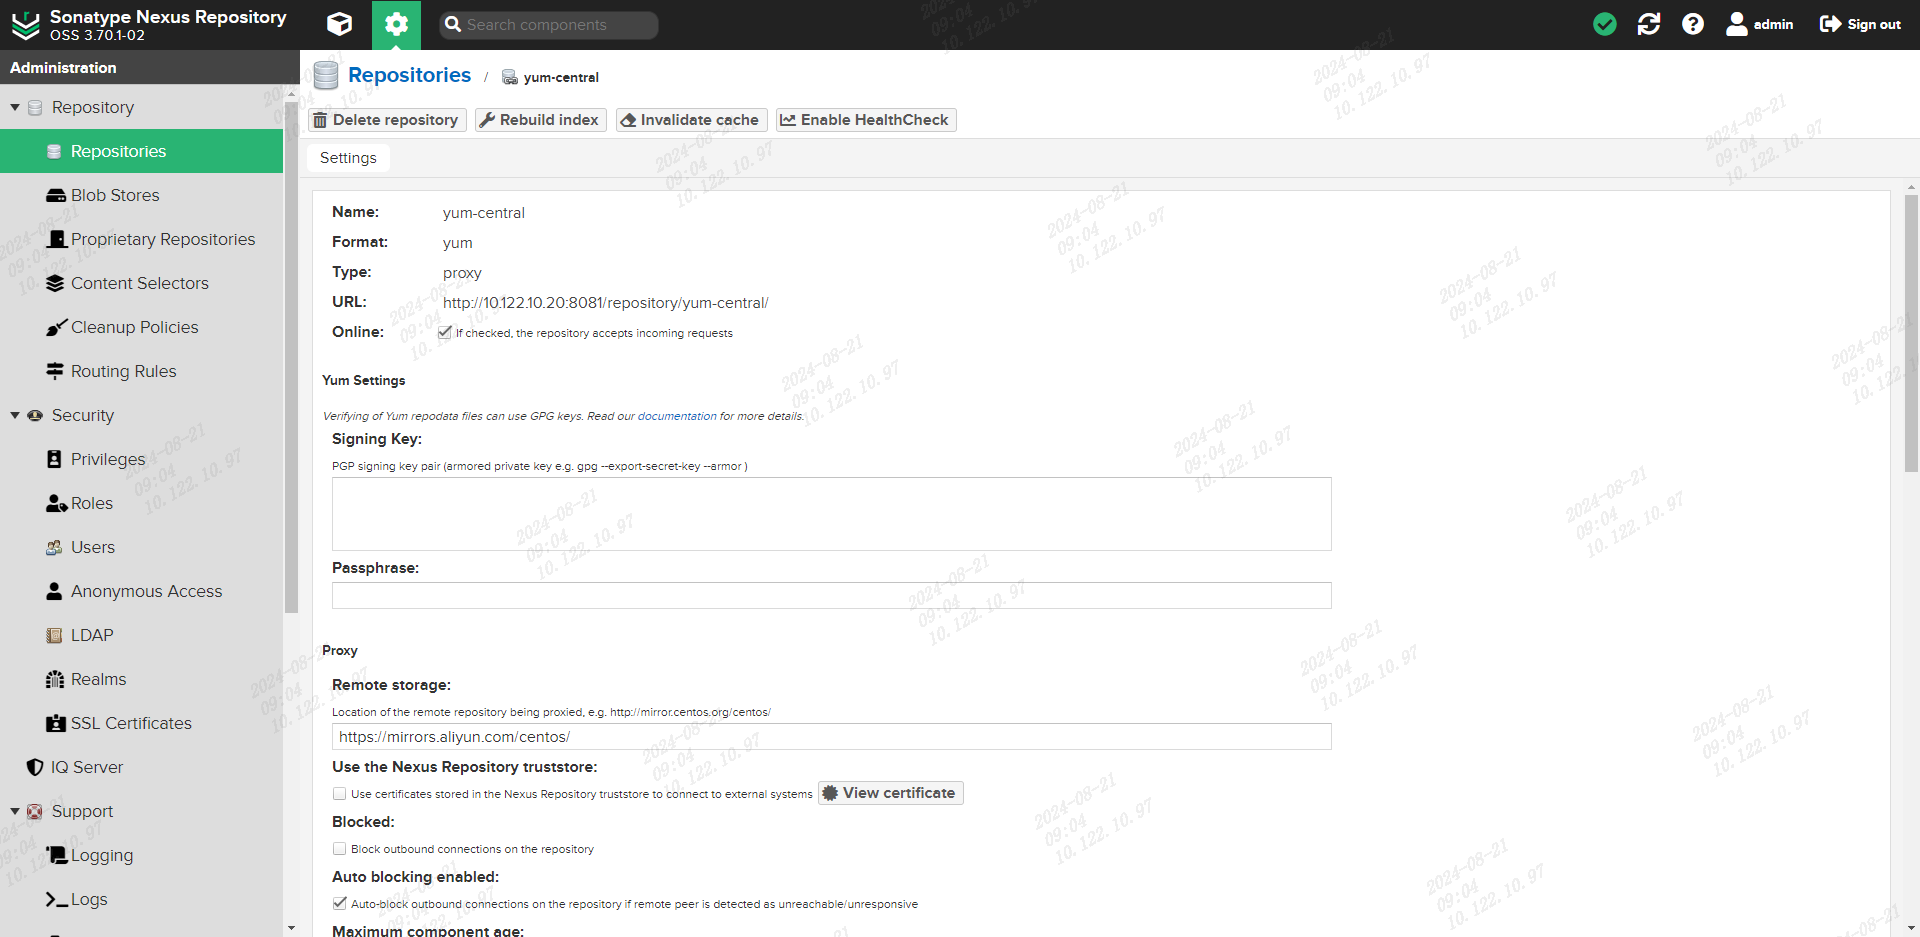 Sonatype Nexus Repository
OSS 3.70.1-02
Search components
admin
Sign out
Administration
Repository
Repositories
Blob Stores
Proprietary Repositories
Content Selectors
Cleanup Policies
Routing Rules
Security
Privileges
Roles
Users
Anonymous Access
LDAP
Realms
SSL Certificates
IQ Server
Support
Logging
Logs
Repositories / yum-central
Delete repository Rebuild index Invalidate cache Enable HealthCheck
Settings
Name: yum-central
Format: yum
Type: proxy
URL: http://10.122.10.20:8081/repository/yum-central/
Online: If checked, the repository accepts incoming requests
Yum Settings
Verifying of Yum repodata files can use GPG keys. Read our documentation for more details.
Signing Key:
PGP signing key pair (armored private key e.g. gpg --export-secret-key --armor )
Passphrase:
Proxy
Remote storage:
Location of the remote repository being proxied, e.g. http://mirror.centos.org/centos/
https://mirrors.aliyun.com/centos/
Use the Nexus Repository truststore:
Use certificates stored in the Nexus Repository truststore to connect to external systems View certificate
Blocked:
Block outbound connections on the repository
Auto blocking enabled:
Auto-block outbound connections on the repository if remote peer is detected as unreachable/unresponsive
Maximum component age:
2024-08-21
09:04
10.122.10.97